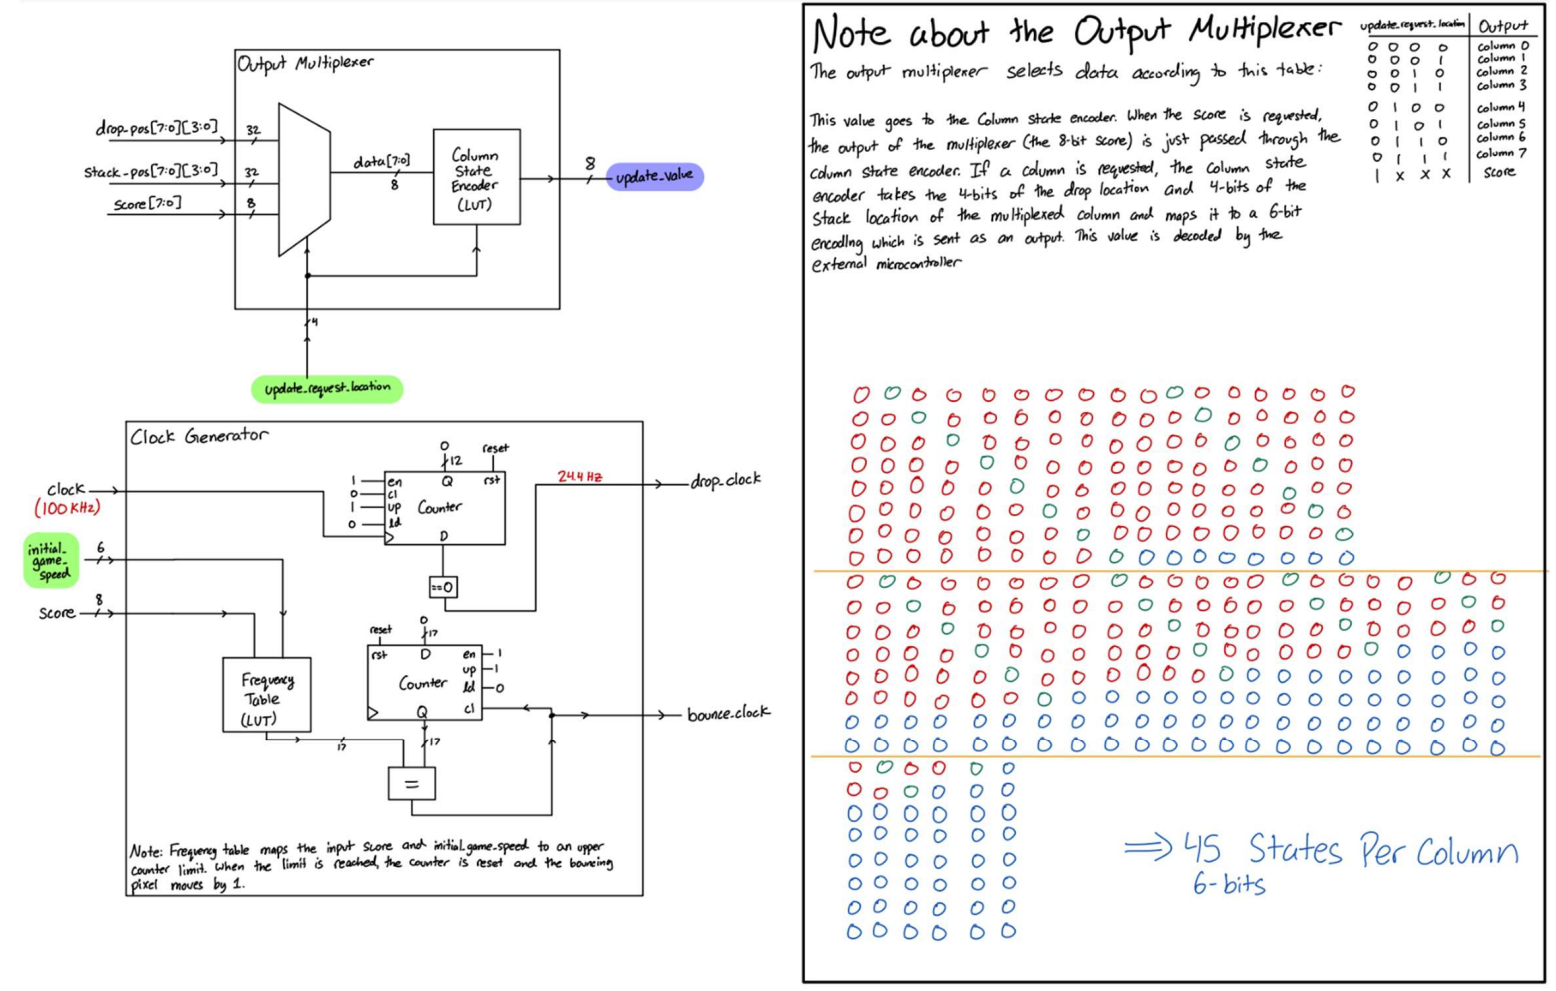 Output Multiplexer
drop_pos[7:0][3:0]
32
stack_pos[7:0][3:0]
32
score[7:0]
8
data[7:0]
8
Column
State
Encoder
(LUT)
8
update_value
4
update_request_location
Clock Generator
clock
(100 KHz)
initial_
game_
speed
6
score
8
0
12
reset
1
en
Q
rst
0
cl
1
up
Counter
0
ld
D
==0
24.4 Hz
drop_clock
reset
0
17
rst
D
en
1
up
1
Counter
ld
0
cl
Q
17
bounce_clock
Frequency
Table
(LUT)
17
=
Note: Frequency table maps the input score and initial_game_speed to an upper
counter limit. When the limit is reached, the counter is reset and the bouncing
pixel moves by 1.
Note about the Output Multiplexer
The output multiplexer selects data according to this table:
update_request_location Output
0 0 0 0 column 0
0 0 0 1 column 1
0 0 1 0 column 2
0 0 1 1 column 3
0 1 0 0 column 4
0 1 0 1 column 5
0 1 1 0 column 6
0 1 1 1 column 7
1 x x x score
This value goes to the Column State encoder. When the score is requested,
the output of the multiplexer (the 8-bit score) is just passed through the
column state encoder. If a column is requested, the column state
encoder takes the 4-bits of the drop location and 4-bits of the
stack location of the multiplexed column and maps it to a 6-bit
encoding which is sent as an output. This value is decoded by the
external microcontroller
⇒ 45 States Per Column
6-bits